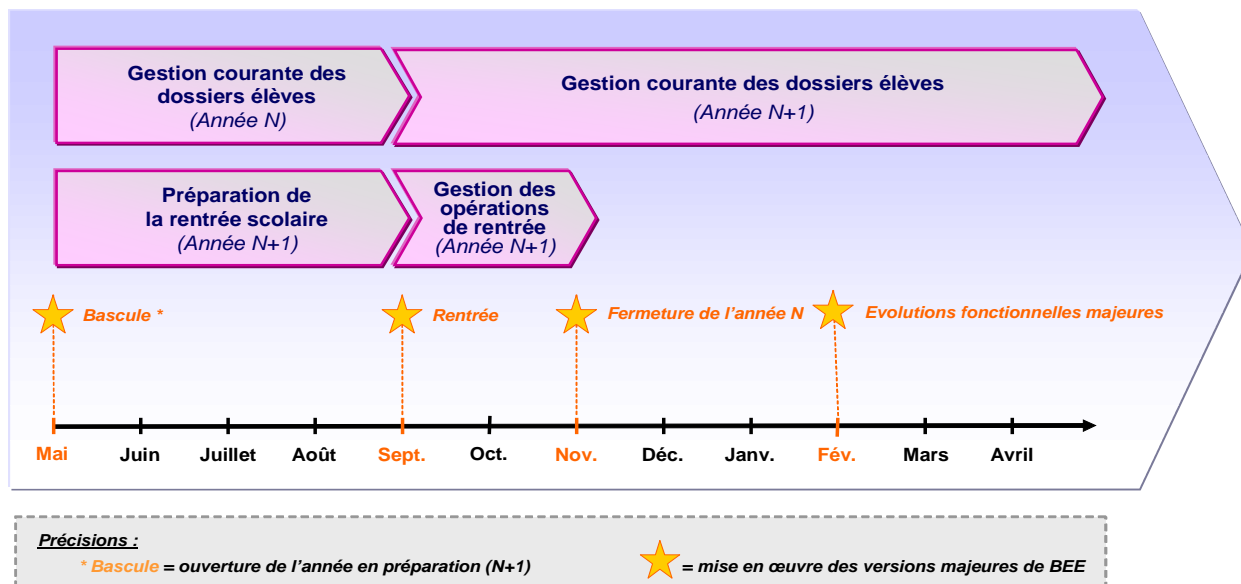 Gestion courante des
dossiers élèves
(Année N)
Gestion courante des dossiers élèves
(Année N+1)
Préparation de
la rentrée scolaire
(Année N+1)
Gestion des
opérations
de rentrée
(Année N+1)
Bascule *
Rentrée
Fermeture de l’année N
Evolutions fonctionnelles majeures
Mai
Juin
Juillet
Août
Sept.
Oct.
Nov.
Déc.
Janv.
Fév.
Mars
Avril
Précisions :
* Bascule = ouverture de l’année en préparation (N+1)
= mise en œuvre des versions majeures de BEE